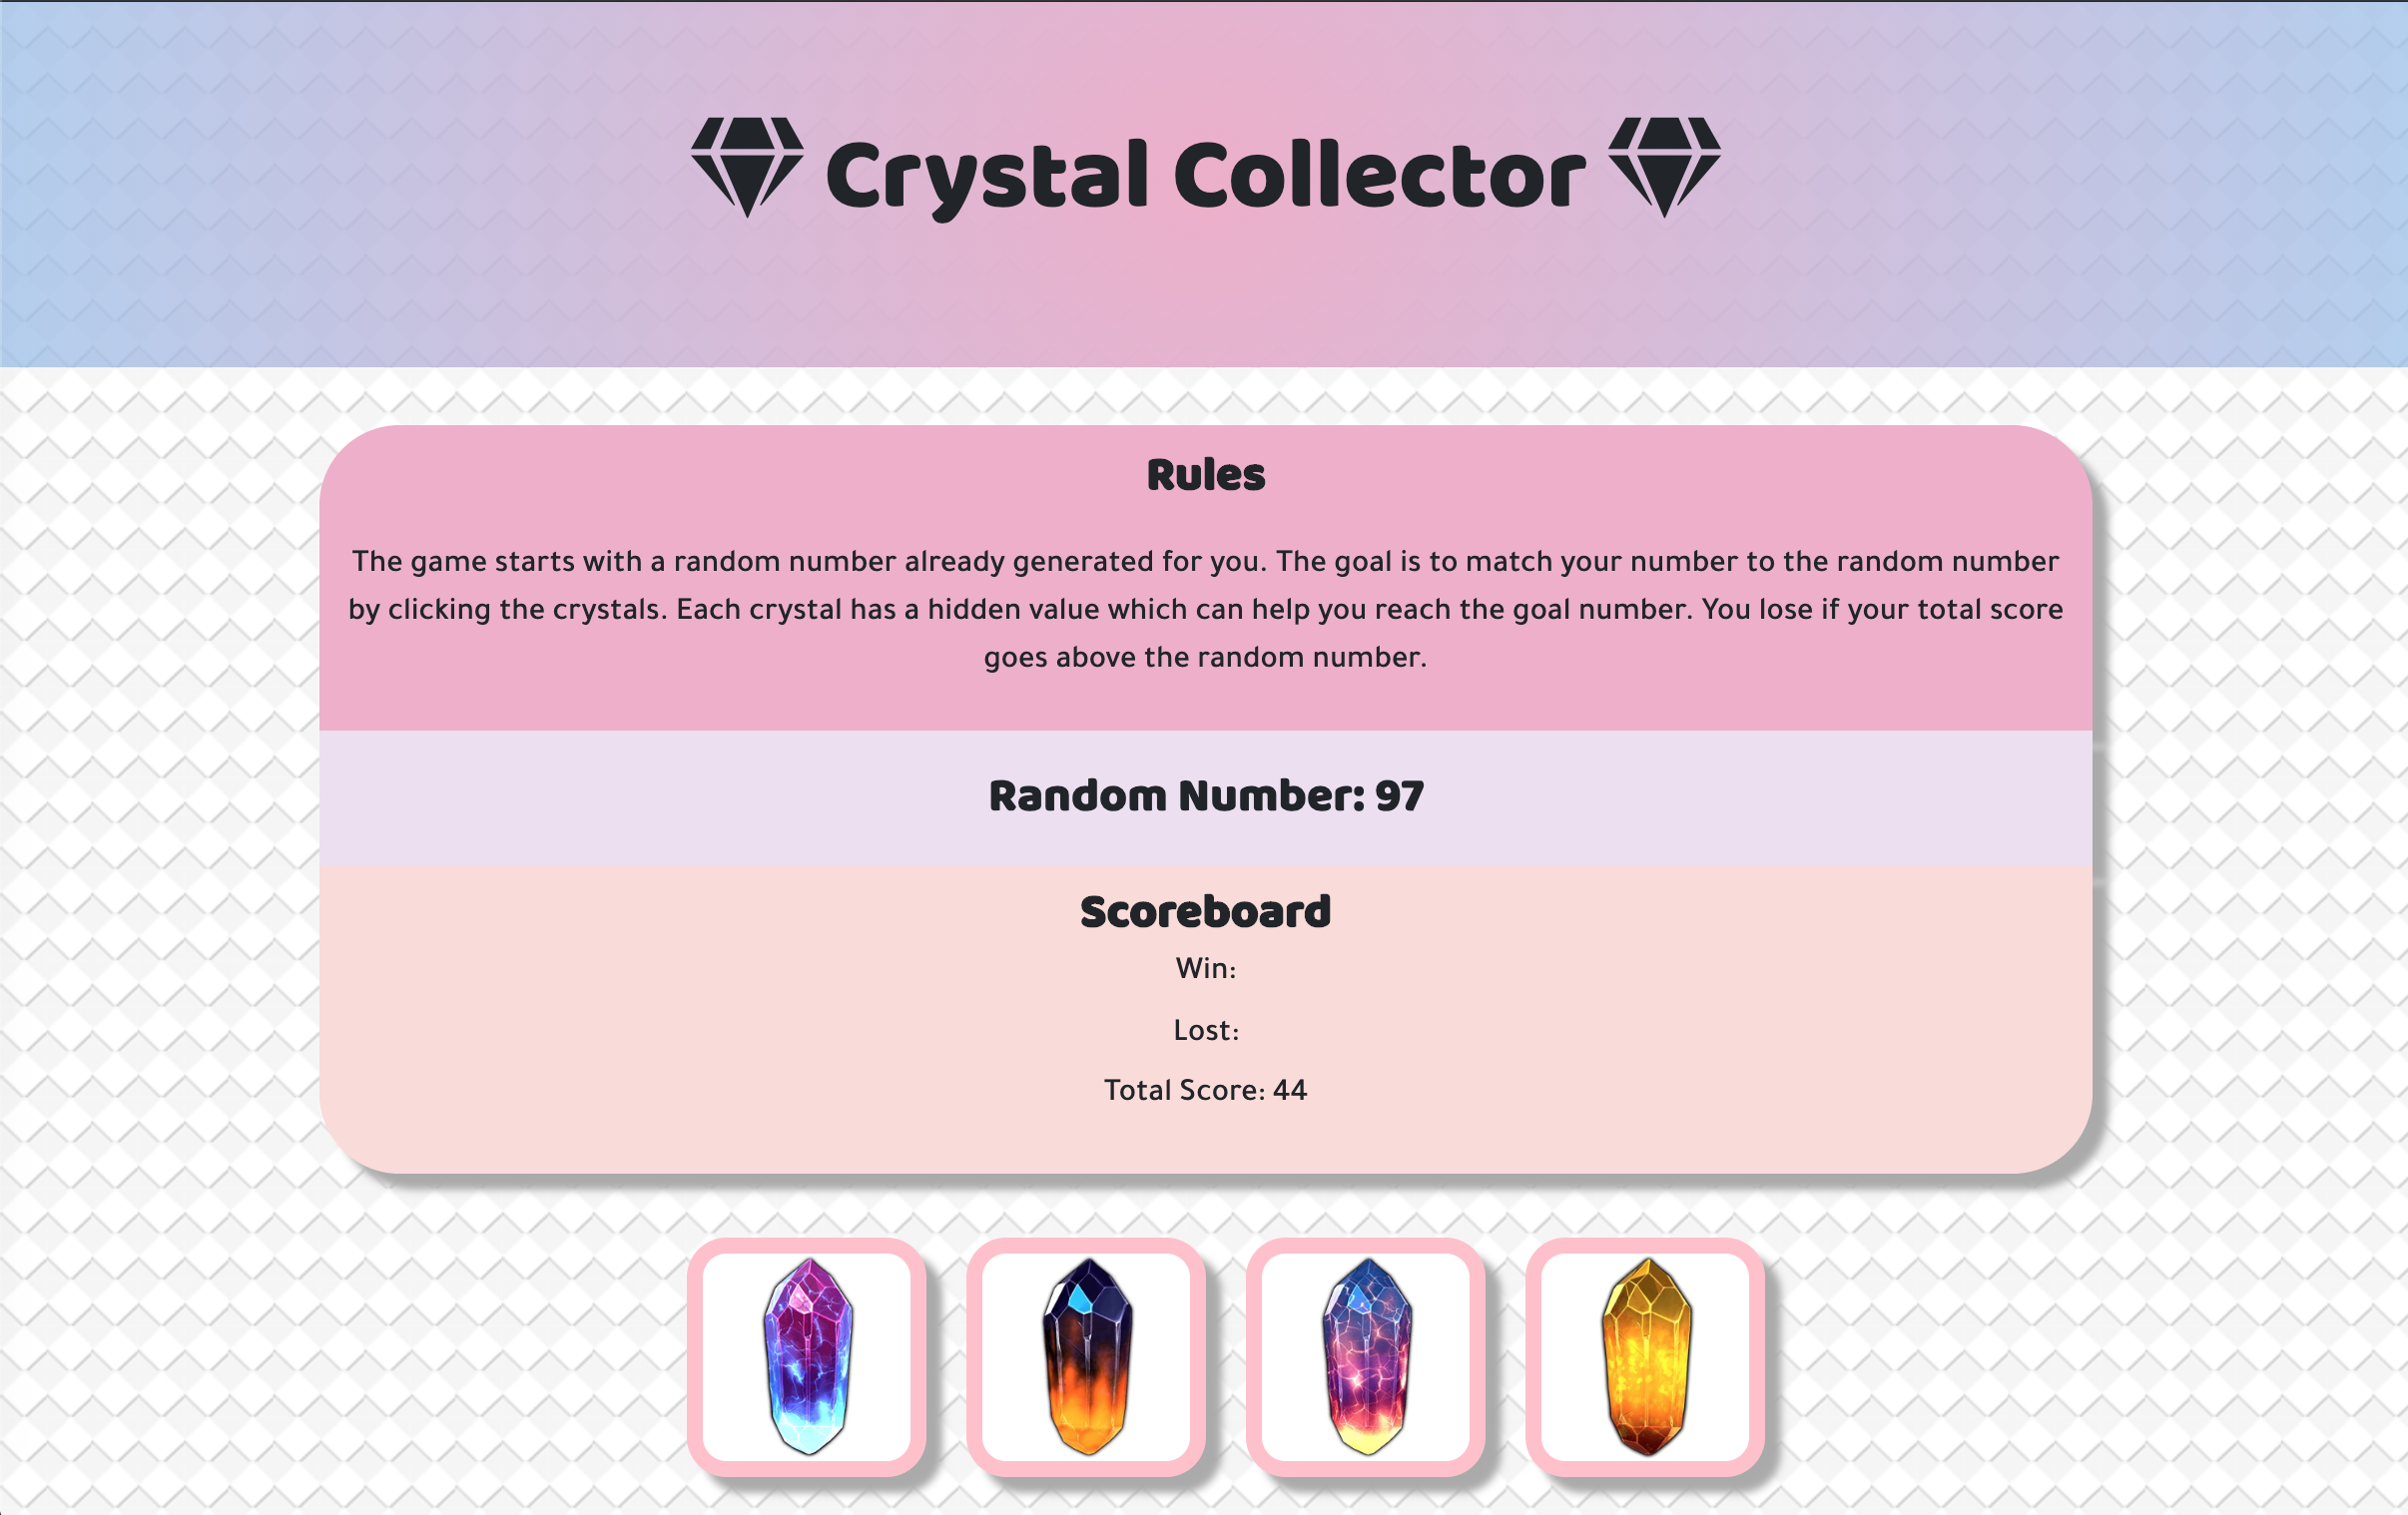 Crystal Collector
Rules
The game starts with a random number already generated for you. The goal is to match your number to the random number
by clicking the crystals. Each crystal has a hidden value which can help you reach the goal number. You lose if your total score
goes above the random number.
Random Number: 97
Scoreboard
Win:
Lost:
Total Score: 44